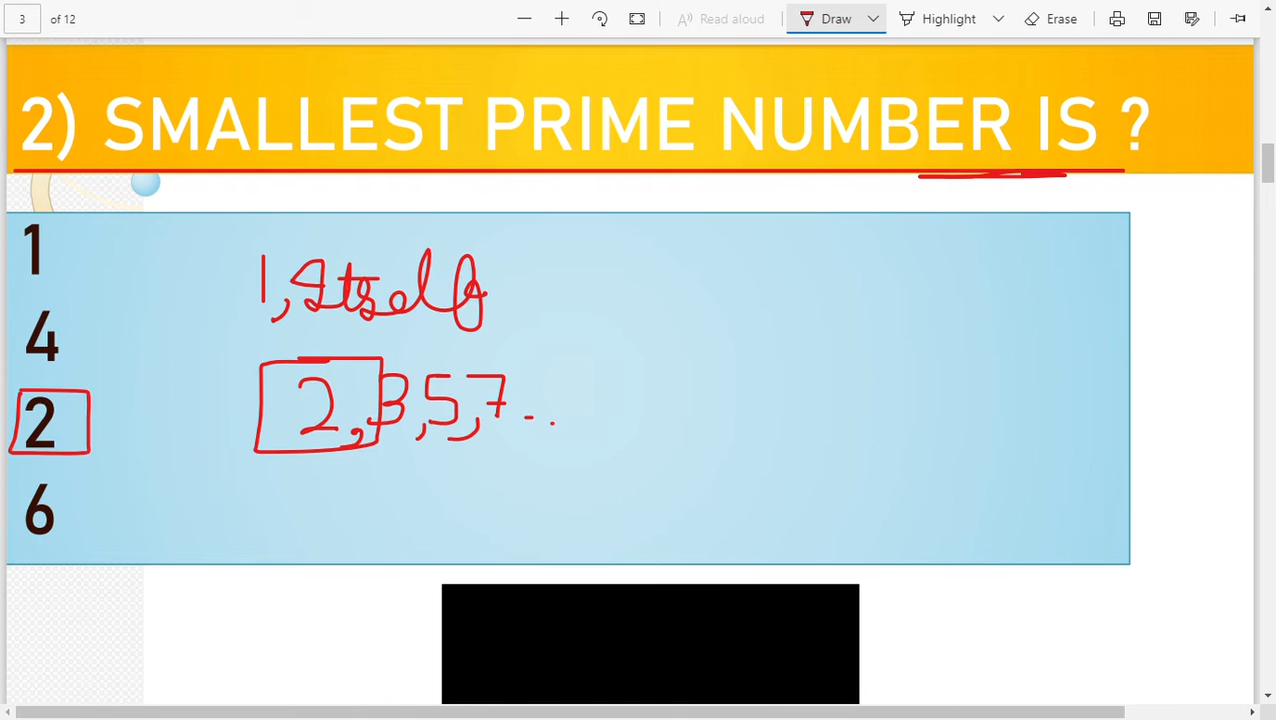 3 of 12 Read aloud Draw Highlight Erase
2) SMALLEST PRIME NUMBER IS ?
1
1, Itself
4
2
2, 3, 5, 7 - .
6